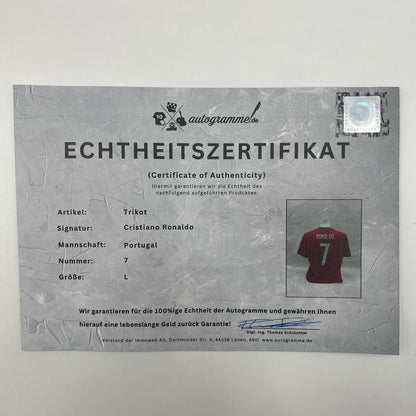 autogramme.de
ECHTHEITSZERTIFIKAT
(Certificate of Authenticity)
Hiermit garantieren wir die Echtheit des
nachfolgend aufgeführten Produktes:
Artikel: Trikot
Signatur: Cristiano Ronaldo
Mannschaft: Portugal
Nummer: 7
Größe: L
7
Wir garantieren für die 100%ige Echtheit der Autogramme und gewähren Ihnen
hierauf eine lebenslange Geld zurück Garantie!
Dipl. Ing. Thomas Schlüchter
Vorstand der Immoweb AG, Dortmunder Str. 5, 44536 Lünen, Abtl. www.autogramme.de